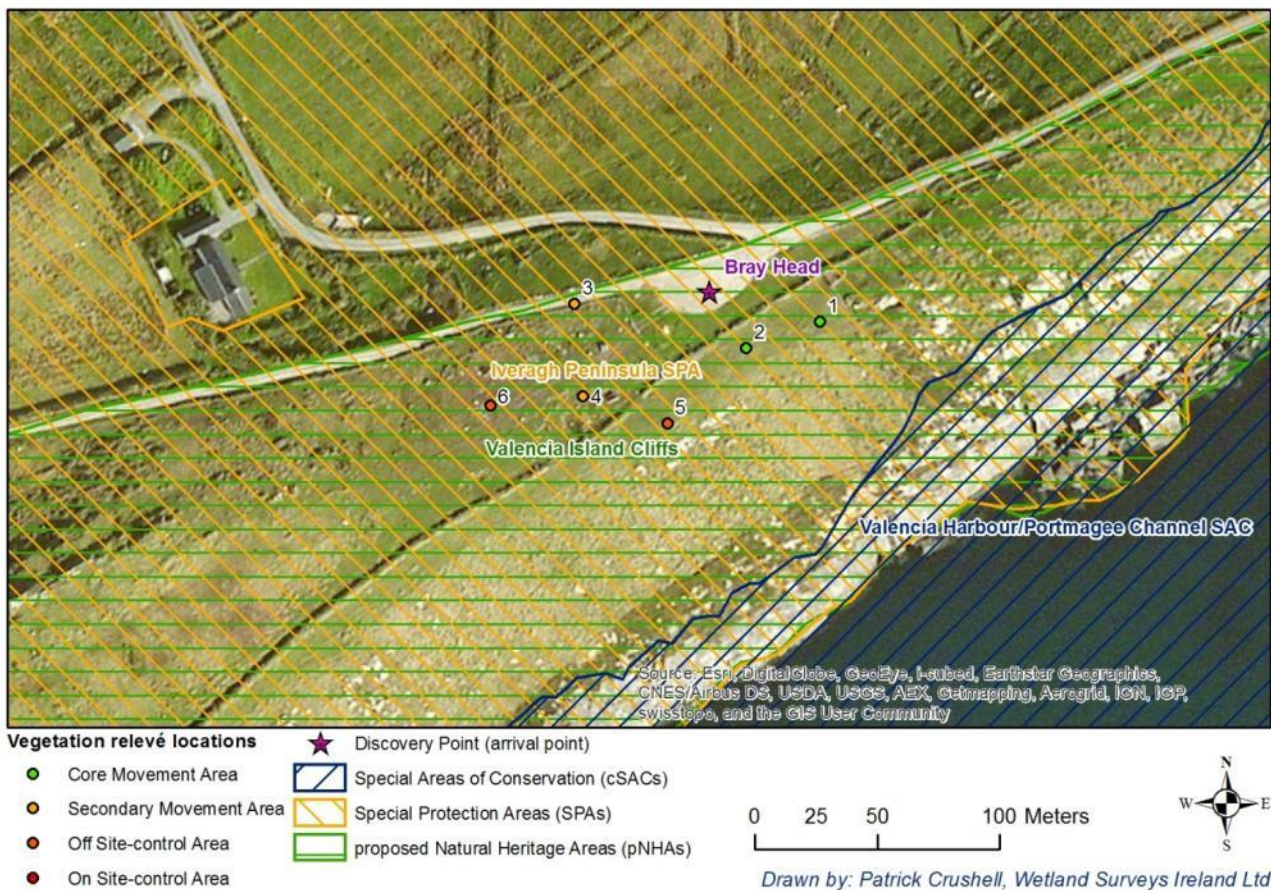 Bray Head
3
1
2
Iveragh Peninsula SPA
6
4
5
Valencia Island Cliffs
Valencia Harbour/Portmagee Channel SAC
Source: Esri, DigitalGlobe, GeoEye, i-cubed, Earthstar Geographics,
CNES/Airbus DS, USDA, USGS, AEX, Getmapping, Aerogrid, IGN, IGP,
swisstopo, and the GIS User Community
Vegetation relevé locations
Core Movement Area
Secondary Movement Area
Off Site-control Area
On Site-control Area
Discovery Point (arrival point)
Special Areas of Conservation (cSACs)
Special Protection Areas (SPAs)
proposed Natural Heritage Areas (pNHAs)
0 25 50 100 Meters
N
W E
S
Drawn by: Patrick Crushell, Wetland Surveys Ireland Ltd